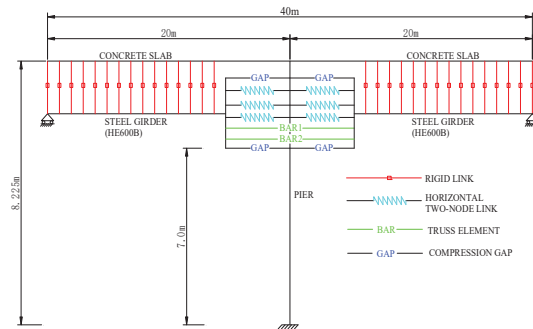 40m
20m
20m
CONCRETE SLAB
CONCRETE SLAB
GAP
GAP
STEEL GIRDER
(HE600B)
STEEL GIRDER
(HE600B)
BAR1
BAR2
GAP
GAP
8.225m
7.0m
PIER
RIGID LINK
HORIZONTAL
TWO-NODE LINK
BAR
TRUSS ELEMENT
GAP
COMPRESSION GAP